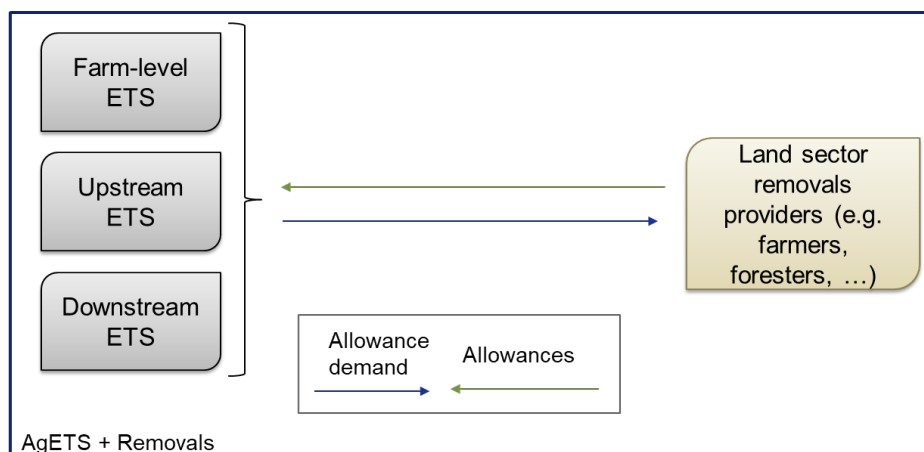 Farm-level
ETS
Upstream
ETS
Downstream
ETS
Land sector
removals
providers (e.g.
farmers,
foresters, …)
Allowance
demand
Allowances
AgETS + Removals